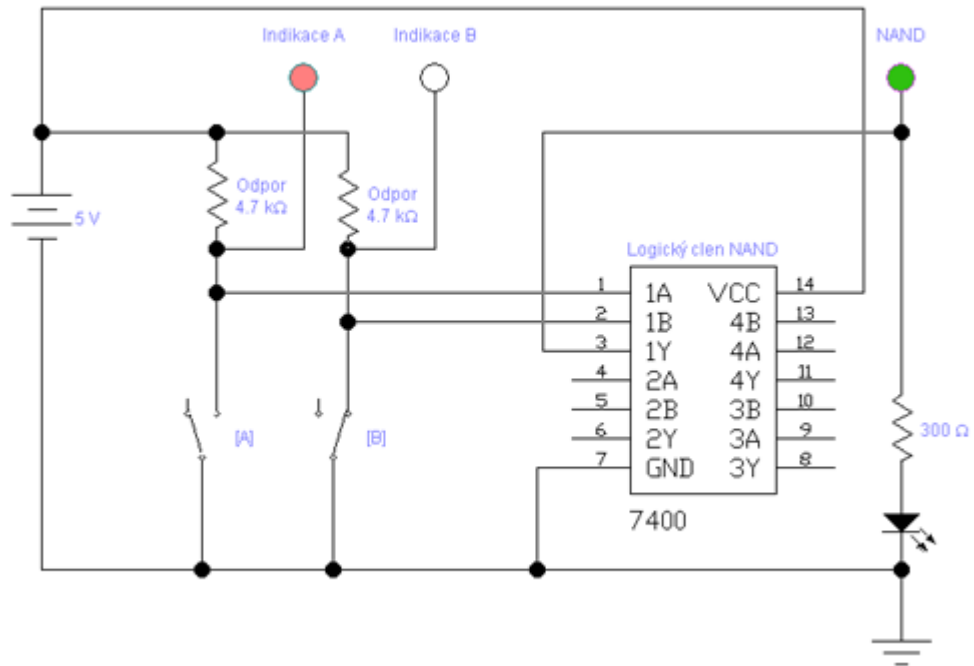 Indikace A
Indikace B
NAND
Odpor
4.7 kΩ
Odpor
4.7 kΩ
5 V
Logický clen NAND
1 1A VCC 14
2 1B 4B 13
3 1Y 4A 12
4 2A 4Y 11
5 2B 3B 10
6 2Y 3A 9
7 GND 3Y 8
7400
[A]
[B]
300 Ω